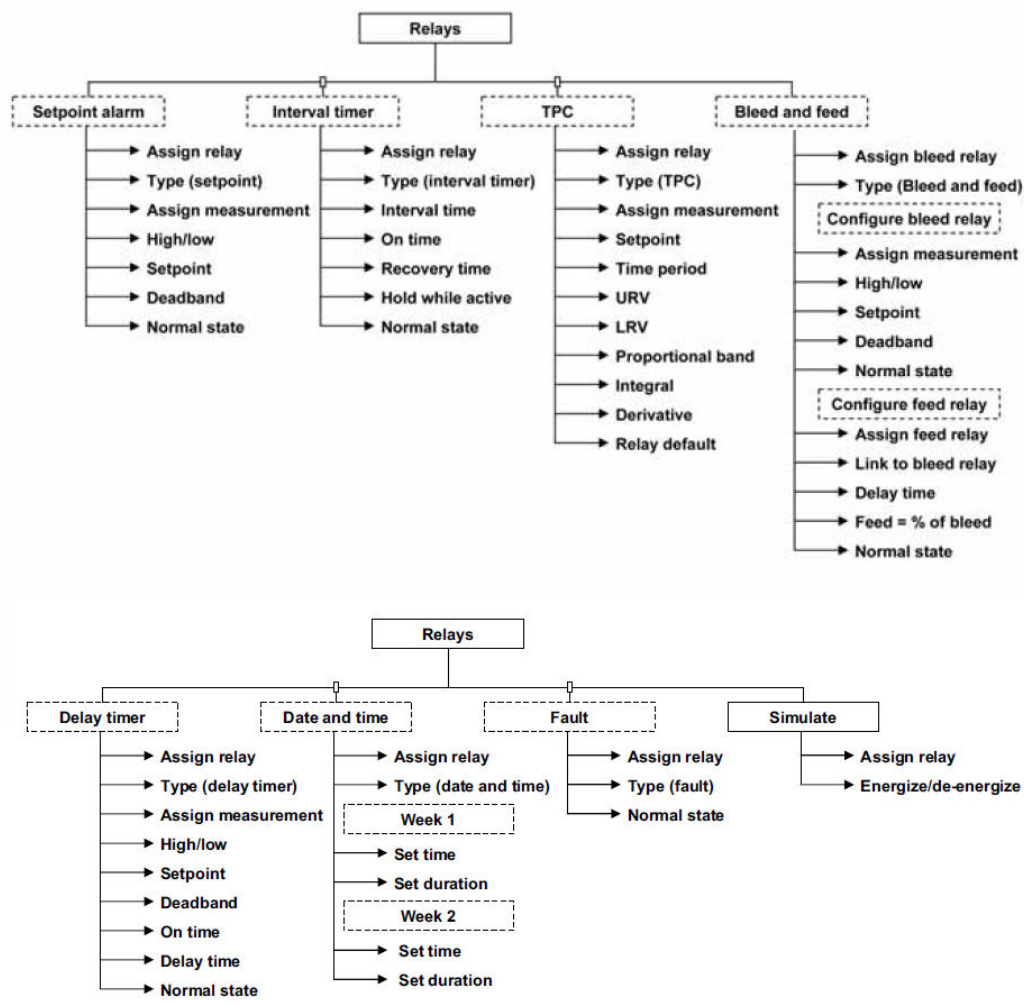 Relays
Setpoint alarm
Assign relay
Type (setpoint)
Assign measurement
High/low
Setpoint
Deadband
Normal state
Interval timer
Assign relay
Type (interval timer)
Interval time
On time
Recovery time
Hold while active
Normal state
TPC
Assign relay
Type (TPC)
Assign measurement
Setpoint
Time period
URV
LRV
Proportional band
Integral
Derivative
Relay default
Bleed and feed
Assign bleed relay
Type (Bleed and feed)
Configure bleed relay
Assign measurement
High/low
Setpoint
Deadband
Normal state
Configure feed relay
Assign feed relay
Link to bleed relay
Delay time
Feed = % of bleed
Normal state
Relays
Delay timer
Assign relay
Type (delay timer)
Assign measurement
High/low
Setpoint
Deadband
On time
Delay time
Normal state
Date and time
Assign relay
Type (date and time)
Week 1
Set time
Set duration
Week 2
Set time
Set duration
Fault
Assign relay
Type (fault)
Normal state
Simulate
Assign relay
Energize/de-energize